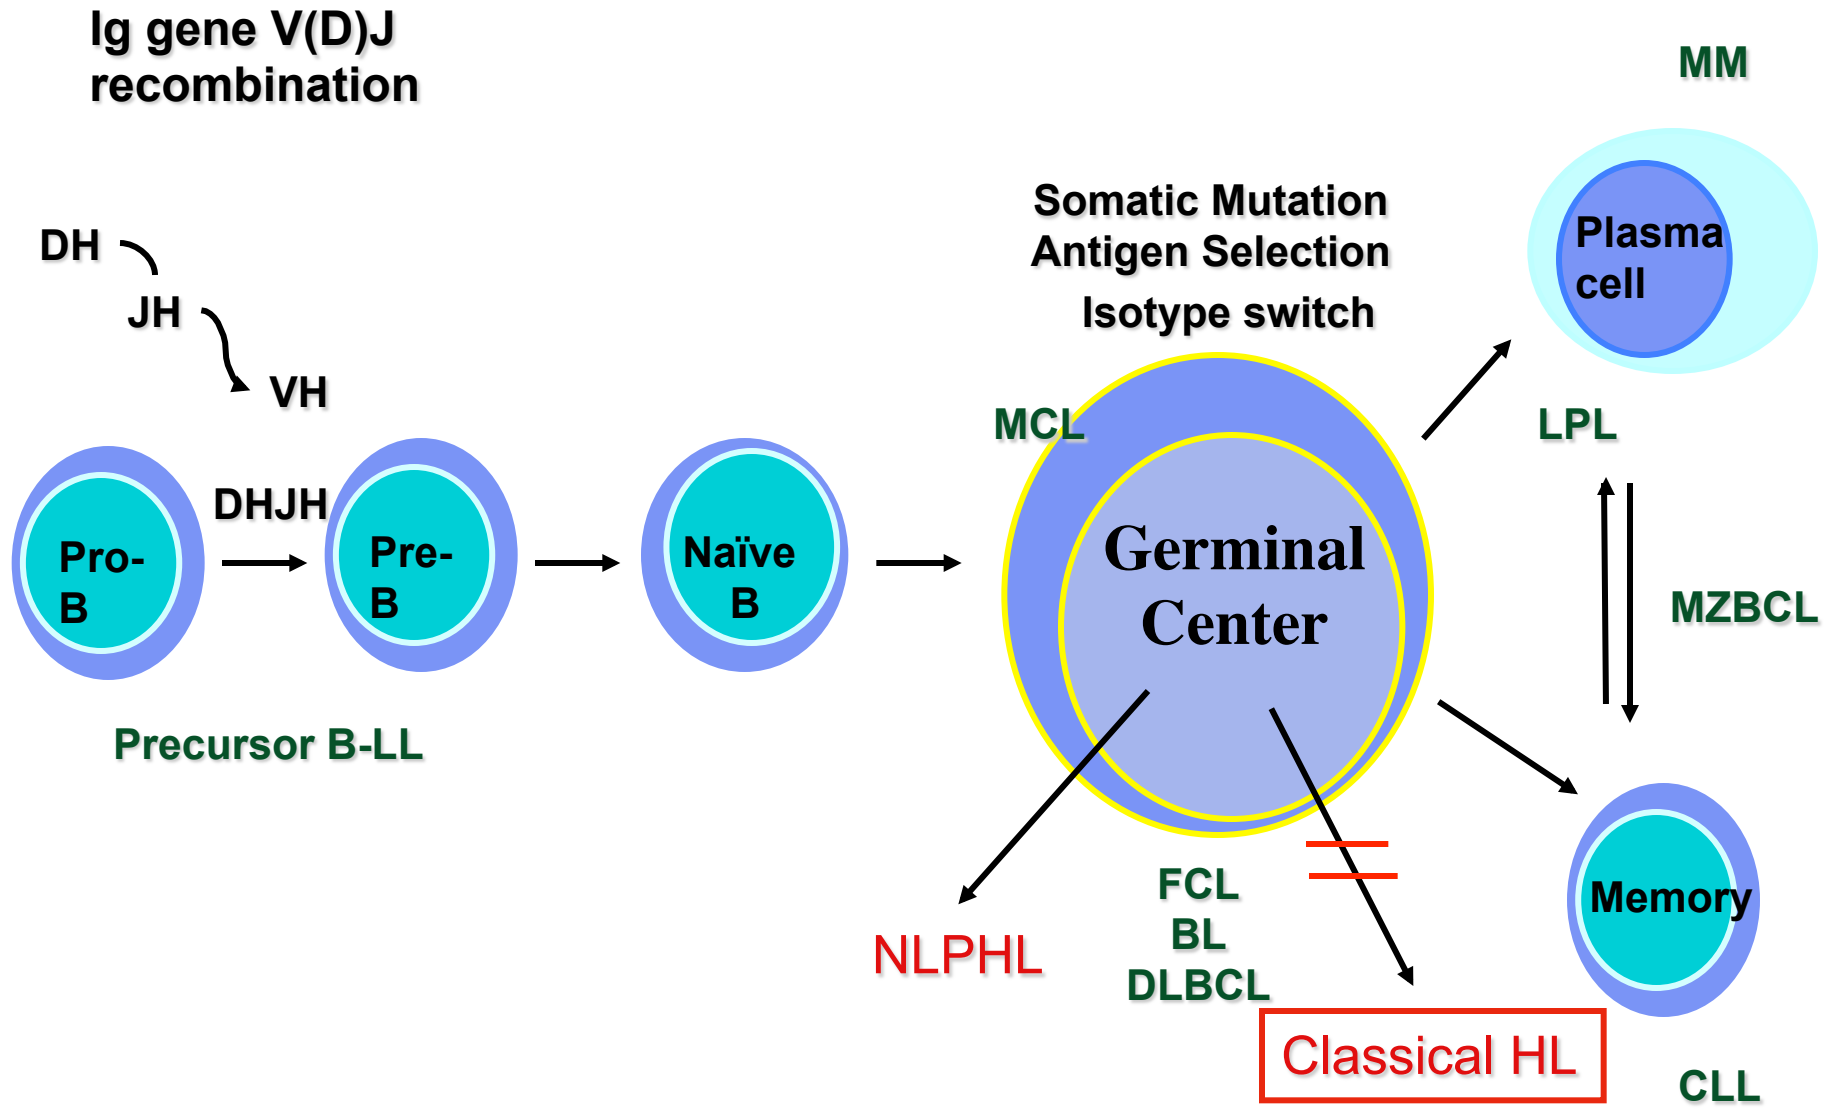 Ig gene V(D)J
recombination
MM
DH
JH
VH
Somatic Mutation
Antigen Selection
Isotype switch
Plasma
cell
MCL
LPL
DHJH
Pro-
B
Pre-
B
Naïve
B
Germinal
Center
MZBCL
Precursor B-LL
FCL
BL
DLBCL
NLPHL
Memory
Classical HL
CLL